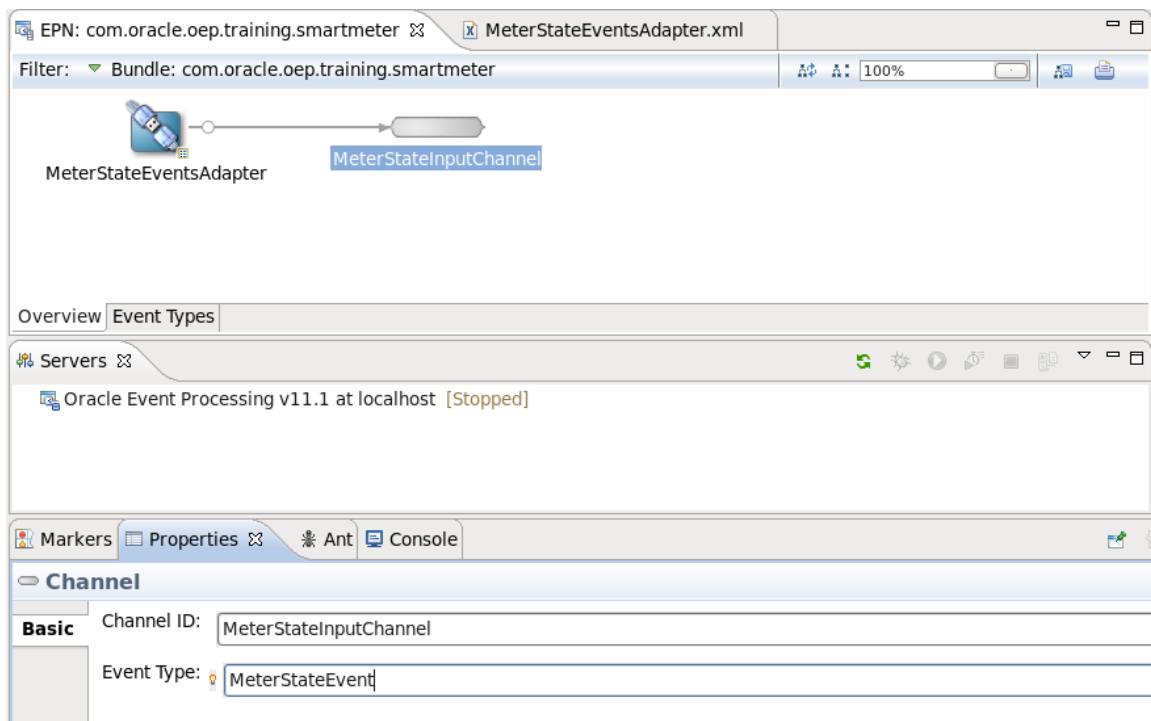 EPN: com.oracle.oep.training.smartmeter MeterStateEventsAdapter.xml
Filter: Bundle: com.oracle.oep.training.smartmeter 100%
MeterStateInputChannel
MeterStateEventsAdapter
Overview Event Types
Servers
Oracle Event Processing v11.1 at localhost [Stopped]
Markers Properties Ant Console
Channel
Basic Channel ID: MeterStateInputChannel
Event Type: MeterStateEvent